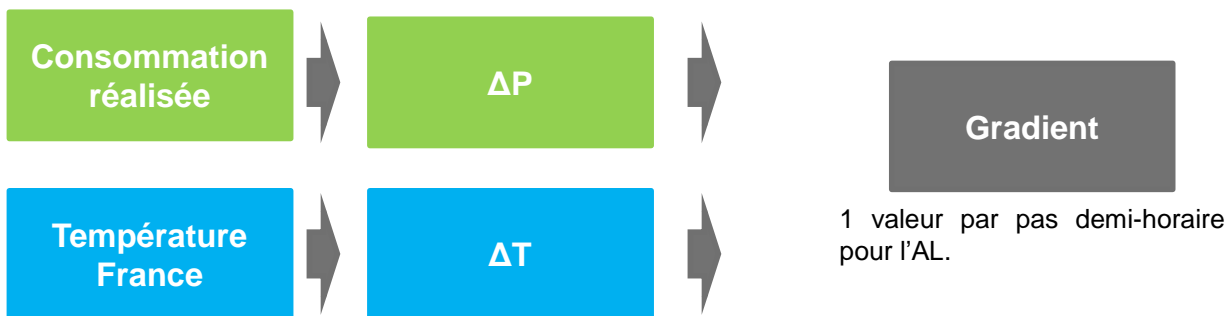 Consommation
réalisée
ΔP
Gradient
1 valeur par pas demi-horaire
pour l'AL.
Température
France
ΔT